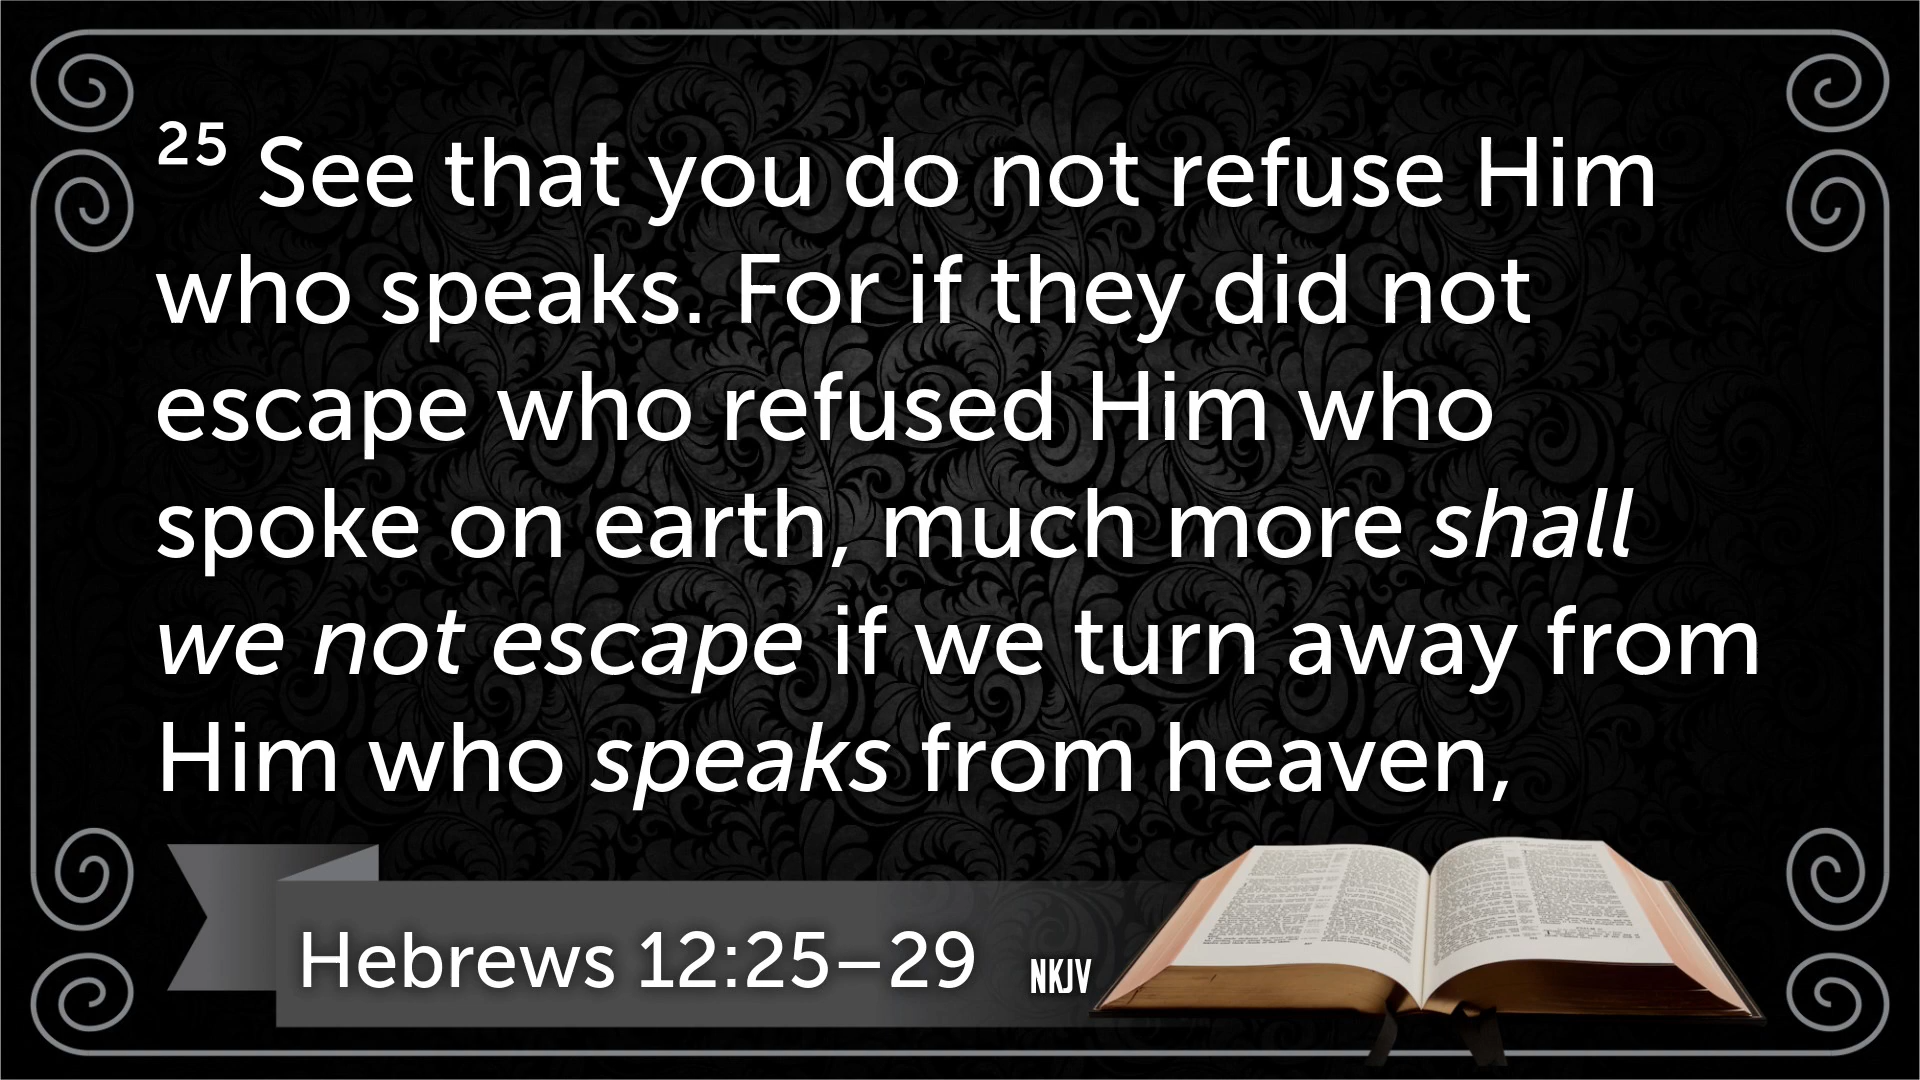 25 See that you do not refuse Him
who speaks. For if they did not
escape who refused Him who
spoke on earth, much more shall
we not escape if we turn away from
Him who speaks from heaven,
Hebrews 12:25–29 NKJV